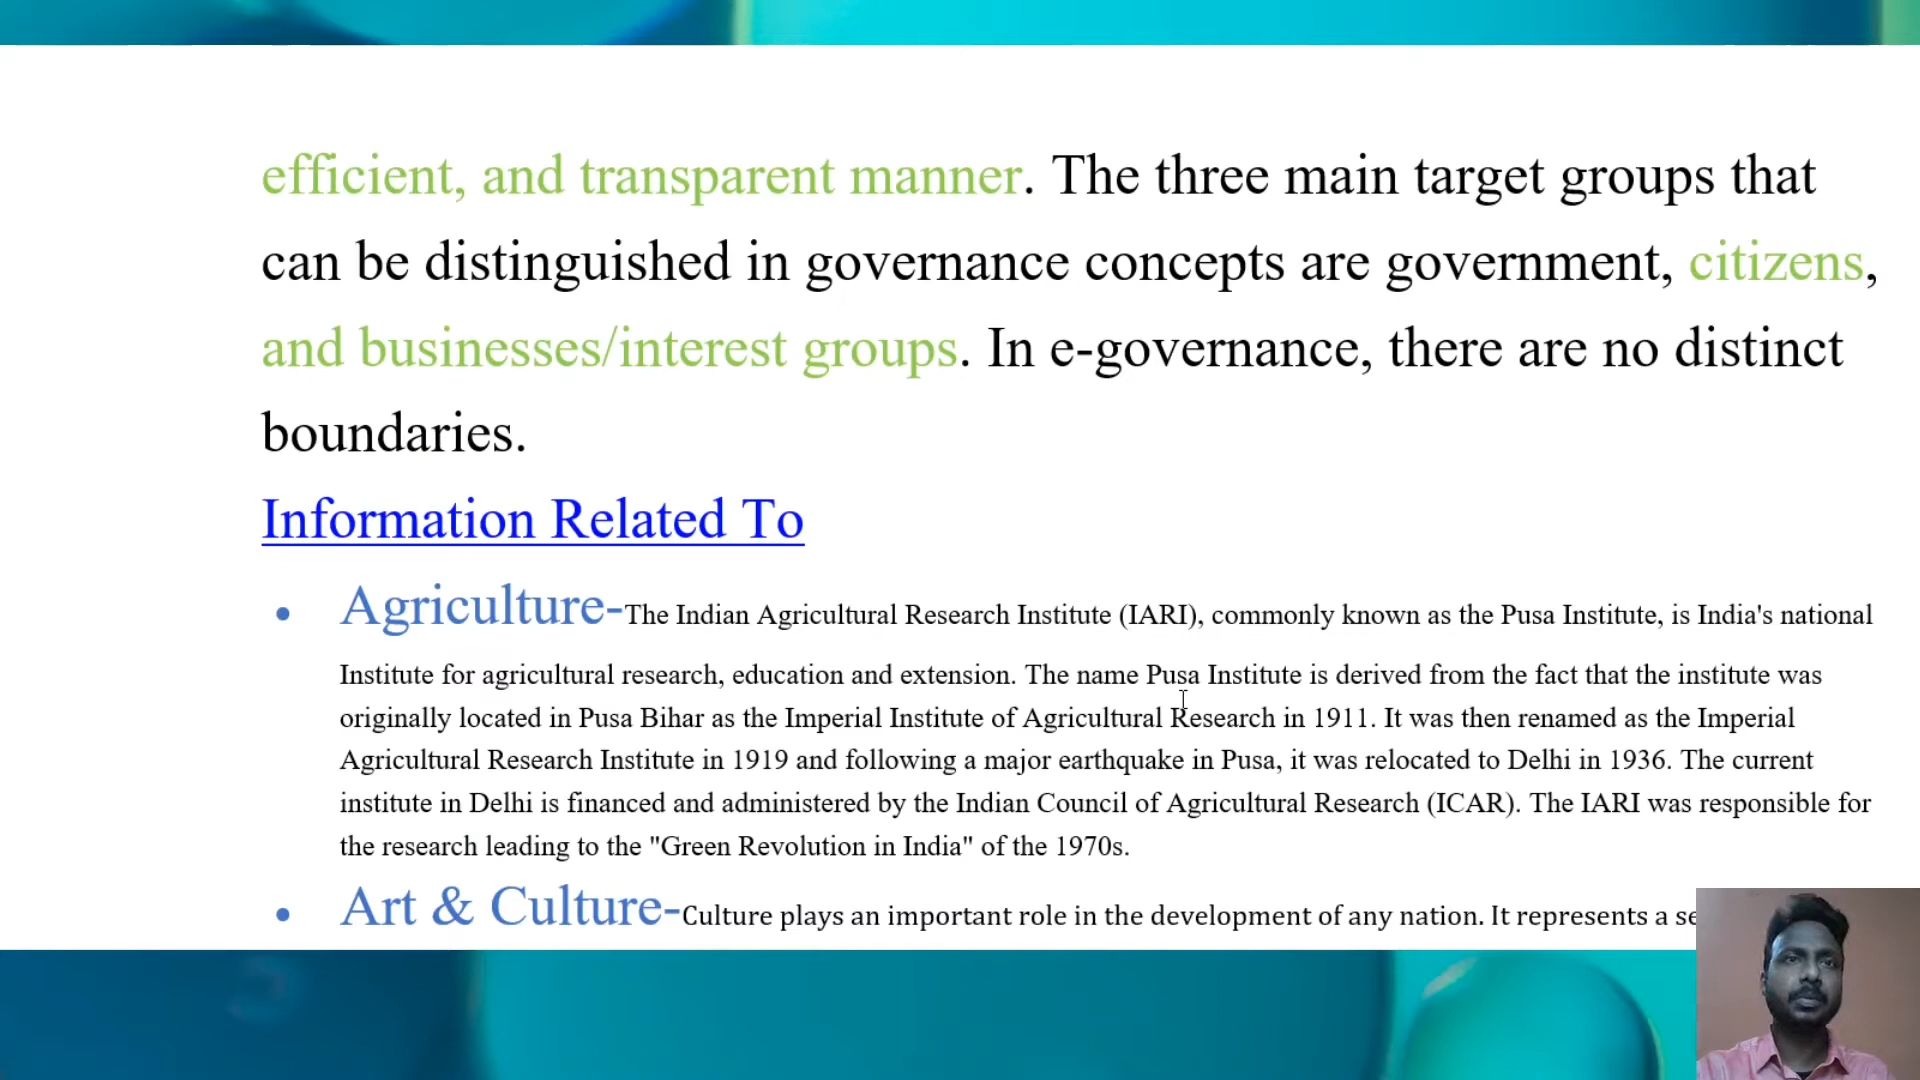 efficient, and transparent manner. The three main target groups that
can be distinguished in governance concepts are government, citizens,
and businesses/interest groups. In e-governance, there are no distinct
boundaries.
Information Related To
• Agriculture-The Indian Agricultural Research Institute (IARI), commonly known as the Pusa Institute, is India's national
Institute for agricultural research, education and extension. The name Pusa Institute is derived from the fact that the institute was
originally located in Pusa Bihar as the Imperial Institute of Agricultural Research in 1911. It was then renamed as the Imperial
Agricultural Research Institute in 1919 and following a major earthquake in Pusa, it was relocated to Delhi in 1936. The current
institute in Delhi is financed and administered by the Indian Council of Agricultural Research (ICAR). The IARI was responsible for
the research leading to the "Green Revolution in India" of the 1970s.
• Art & Culture-Culture plays an important role in the development of any nation. It represents a